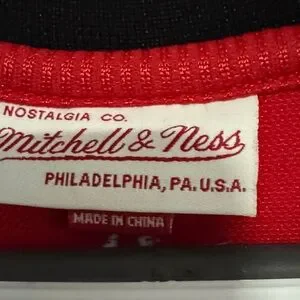 NOSTALGIA CO.
Mitchell & Ness
PHILADELPHIA, PA. U.S.A.
MADE IN CHINA